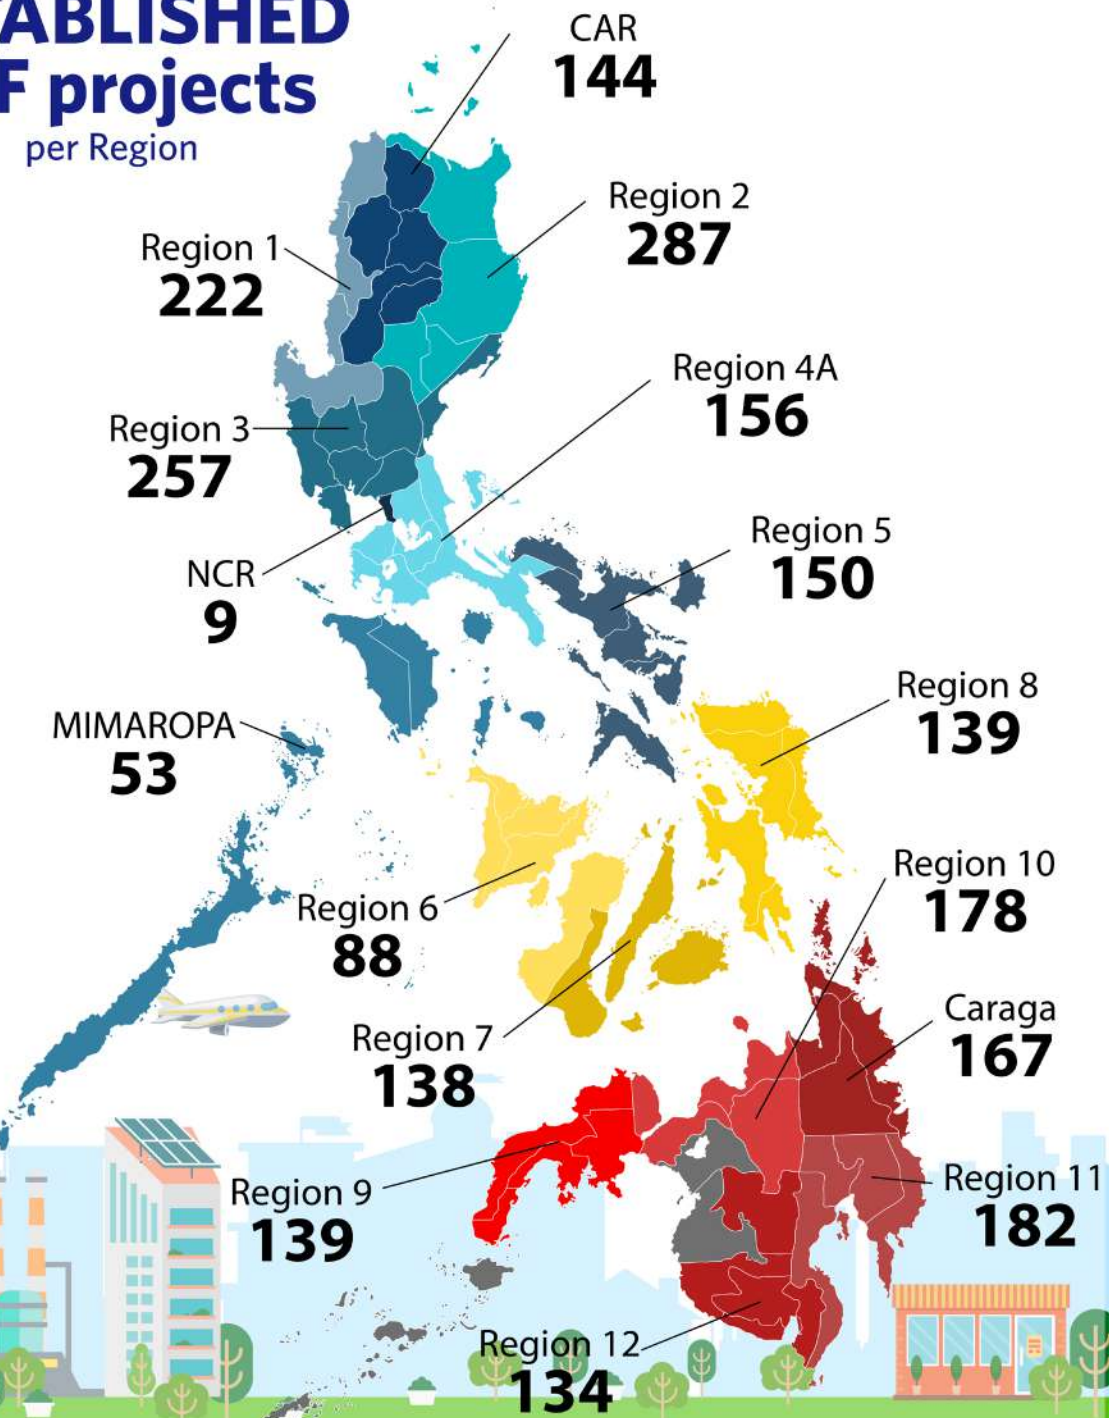 ABLISHED
F projects
per Region
CAR
144
Region 2
287
Region 1
222
Region 4A
156
Region 3
257
Region 5
150
NCR
9
Region 8
139
MIMAROPA
53
Region 10
178
Region 6
88
Caraga
167
Region 7
138
Region 11
182
Region 9
139
Region 12
134